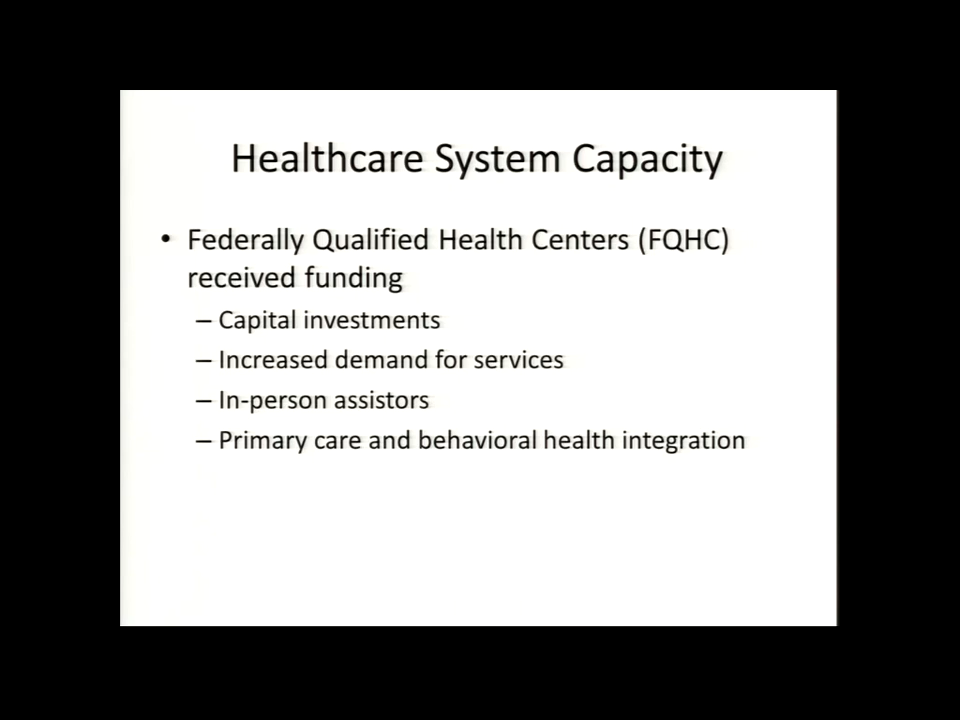 Healthcare System Capacity
• Federally Qualified Health Centers (FQHC)
received funding
– Capital investments
– Increased demand for services
– In-person assistors
– Primary care and behavioral health integration